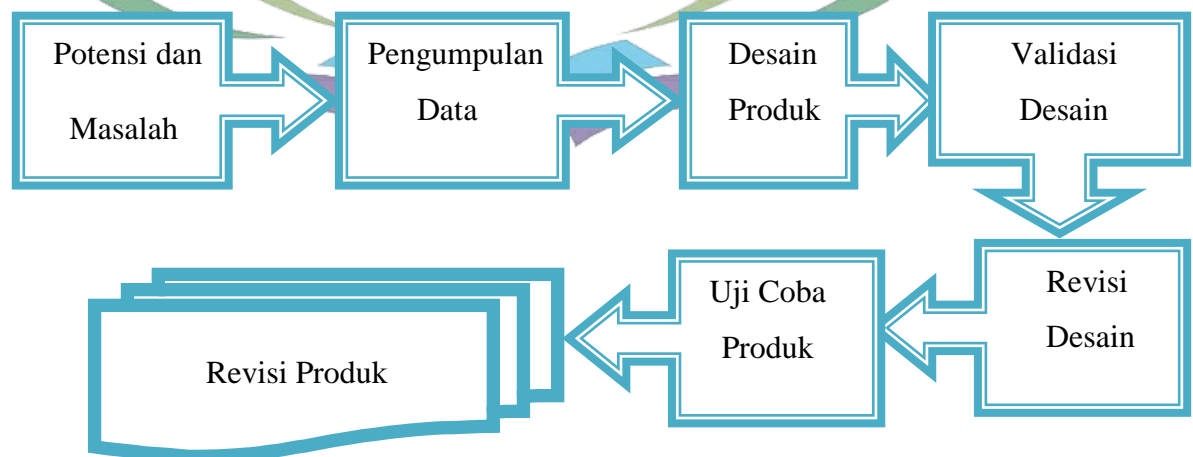 Potensi dan
Masalah
Pengumpulan
Data
Desain
Produk
Validasi
Desain
Revisi
Desain
Uji Coba
Produk
Revisi Produk